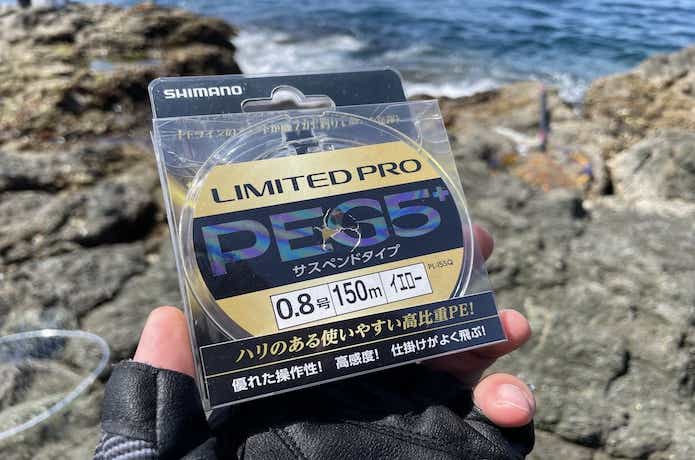 SHIMANO
LIMITED PRO
PEG5+
サスペンドタイプ
PL-I55Q
0.8号 150m イエロー
ハリのある使いやすい高比重PE!
優れた操作性! 高感度! 仕掛けがよく飛ぶ!